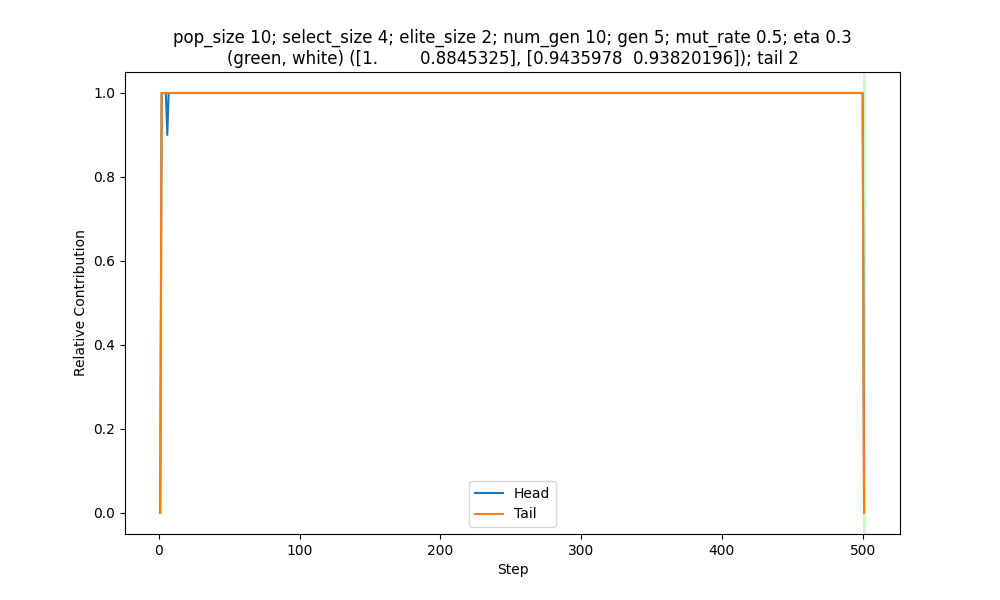 pop_size 10; select_size 4; elite_size 2; num_gen 10; gen 5; mut_rate 0.5; eta 0.3
(green, white) ([1.        0.8845325], [0.9435978  0.93820196]); tail 2
1.0
0.8
0.6
0.4
0.2
0.0
Relative Contribution
Head
Tail
0
100
200
300
400
500
Step